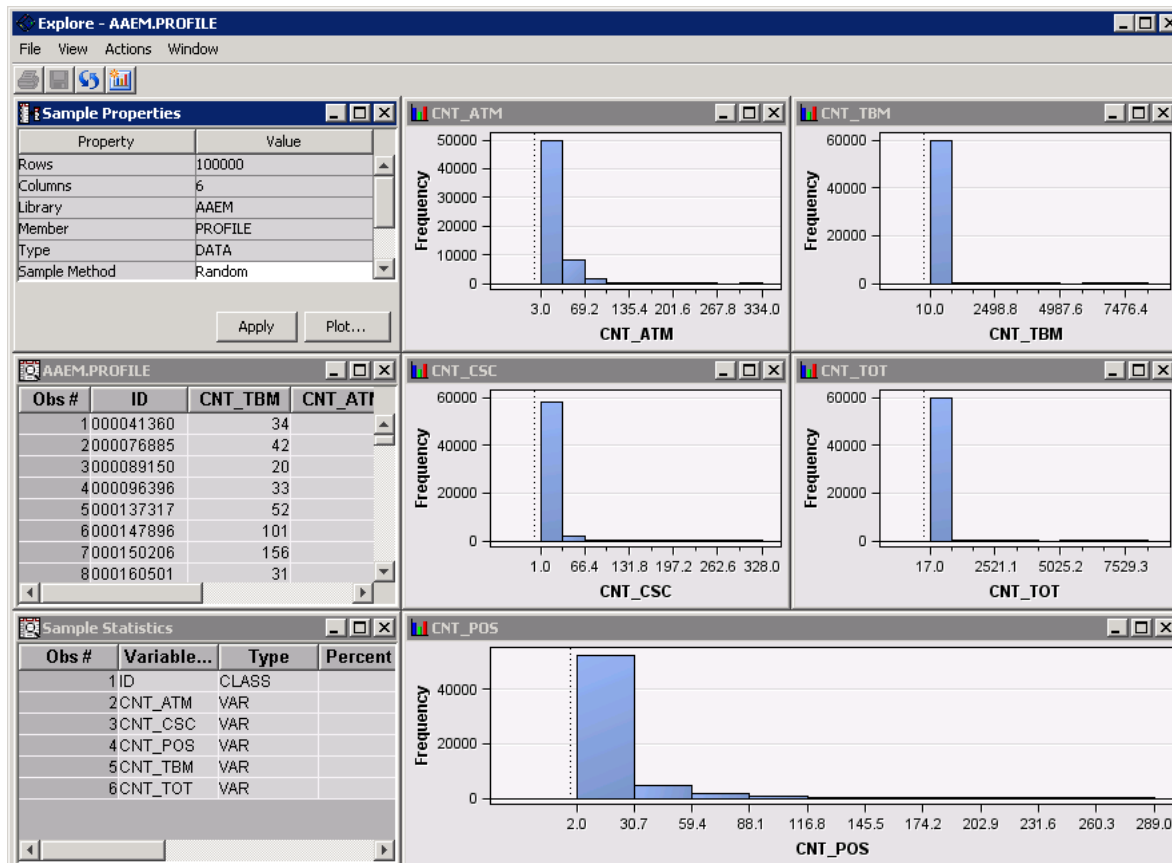 Explore - AAEM.PROFILE
File View Actions Window
Sample Properties
Property Value
Rows 100000
Columns 6
Library AAEM
Member PROFILE
Type DATA
Sample Method Random
Apply Plot...
CNT_ATM
50000
40000
30000
20000
10000
0
Frequency
3.0 69.2 135.4 201.6 267.8 334.0
CNT_ATM
CNT_TBM
60000
40000
20000
0
Frequency
10.0 2498.8 4987.6 7476.4
CNT_TBM
AAEM.PROFILE
Obs # ID CNT_TBM CNT_ATM
1 000041360 34
2 000076885 42
3 000089150 20
4 000096396 33
5 000137317 52
6 000147896 101
7 000150206 156
8 000160501 31
CNT_CSC
60000
40000
20000
0
Frequency
1.0 66.4 131.8 197.2 262.6 328.0
CNT_CSC
CNT_TOT
60000
40000
20000
0
Frequency
17.0 2521.1 5025.2 7529.3
CNT_TOT
Sample Statistics
Obs # Variable... Type Percent
1 ID CLASS
2 CNT_ATM VAR
3 CNT_CSC VAR
4 CNT_POS VAR
5 CNT_TBM VAR
6 CNT_TOT VAR
CNT_POS
40000
20000
0
Frequency
2.0 30.7 59.4 88.1 116.8 145.5 174.2 202.9 231.6 260.3 289.0
CNT_POS